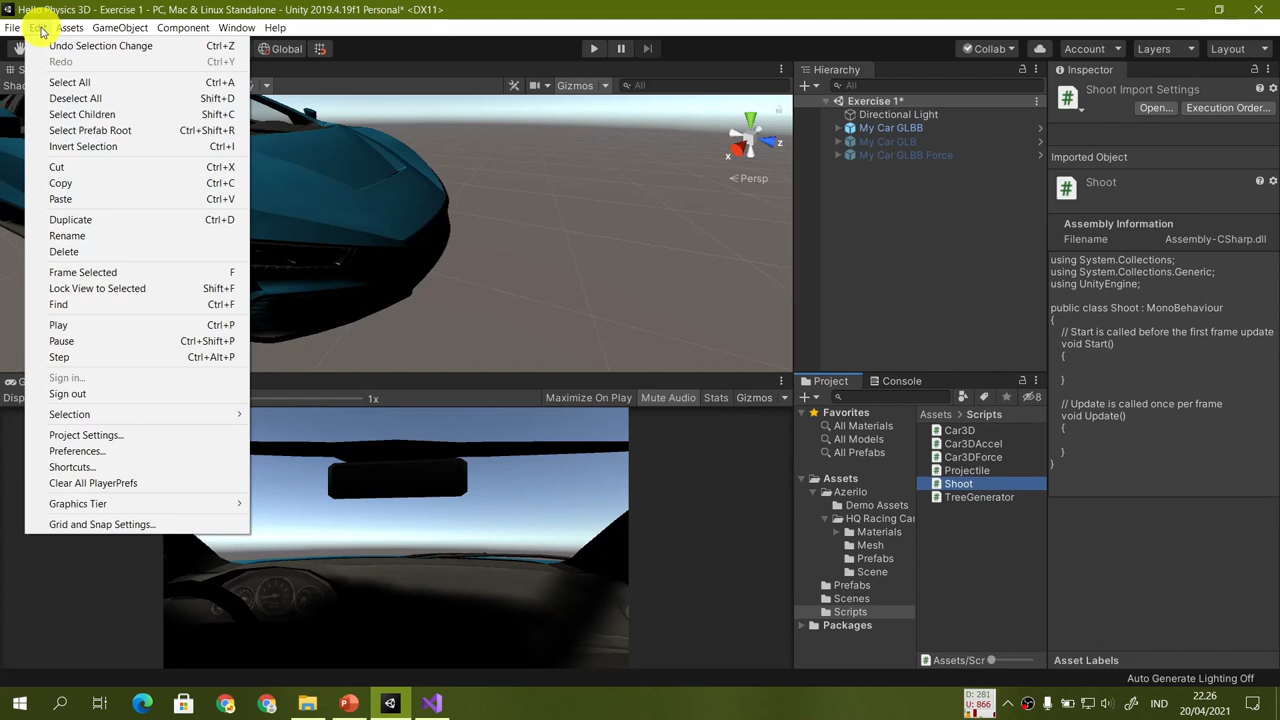 Hello Physics 3D - Exercise 1 - PC, Mac & Linux Standalone - Unity 2019.4.19f1 Personal* <DX11>
File Edit Assets GameObject Component Window Help
Global
Collab
Account
Layers
Layout
Undo Selection Change Ctrl+Z
Redo Ctrl+Y
Select All Ctrl+A
Deselect All Shift+D
Select Children Shift+C
Select Prefab Root Ctrl+Shift+R
Invert Selection Ctrl+I
Cut Ctrl+X
Copy Ctrl+C
Paste Ctrl+V
Duplicate Ctrl+D
Rename
Delete
Frame Selected F
Lock View to Selected Shift+F
Find Ctrl+F
Play Ctrl+P
Pause Ctrl+Shift+P
Step Ctrl+Alt+P
Sign in...
Sign out
Selection
Project Settings...
Preferences...
Shortcuts...
Clear All PlayerPrefs
Graphics Tier
Grid and Snap Settings...
Gizmos
All
y
x
z
Persp
1x
Maximize On Play Mute Audio Stats Gizmos
Hierarchy
All
Exercise 1*
Directional Light
My Car GLBB
My Car GLB
My Car GLBB Force
Project Console
8
Favorites
All Materials
All Models
All Prefabs
Assets
Azerilo
Demo Assets
HQ Racing Car
Materials
Mesh
Prefabs
Scene
Prefabs
Scenes
Scripts
Packages
Assets > Scripts
Car3D
Car3DAccel
Car3DForce
Projectile
Shoot
TreeGenerator
Assets/Scr
Inspector
Shoot Import Settings
Open... Execution Order...
Imported Object
Shoot
Assembly Information
Filename Assembly-CSharp.dll
using System.Collections;
using System.Collections.Generic;
using UnityEngine;
public class Shoot : MonoBehaviour
{
// Start is called before the first frame update
void Start()
{
}
// Update is called once per frame
void Update()
{
}
}
Asset Labels
Auto Generate Lighting Off
D: 281
U: 866
IND
22.26
20/04/2021